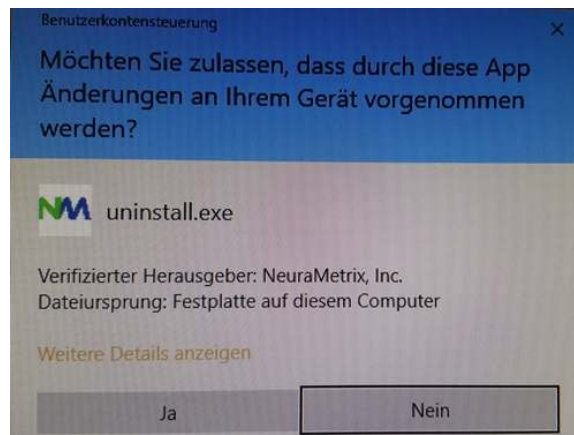 Benutzerkontensteuerung
Möchten Sie zulassen, dass durch diese App
Änderungen an Ihrem Gerät vorgenommen
werden?
NM uninstall.exe
Verifizierter Herausgeber: NeuraMetrix, Inc.
Dateiursprung: Festplatte auf diesem Computer
Weitere Details anzeigen
Ja Nein